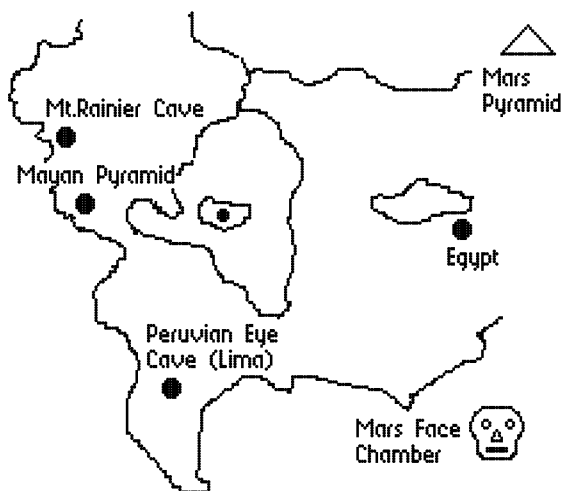 Mars
Pyramid
Mt.Rainier Cave
Mayan Pyramid
Egypt
Peruvian Eye
Cave (Lima)
Mars Face
Chamber